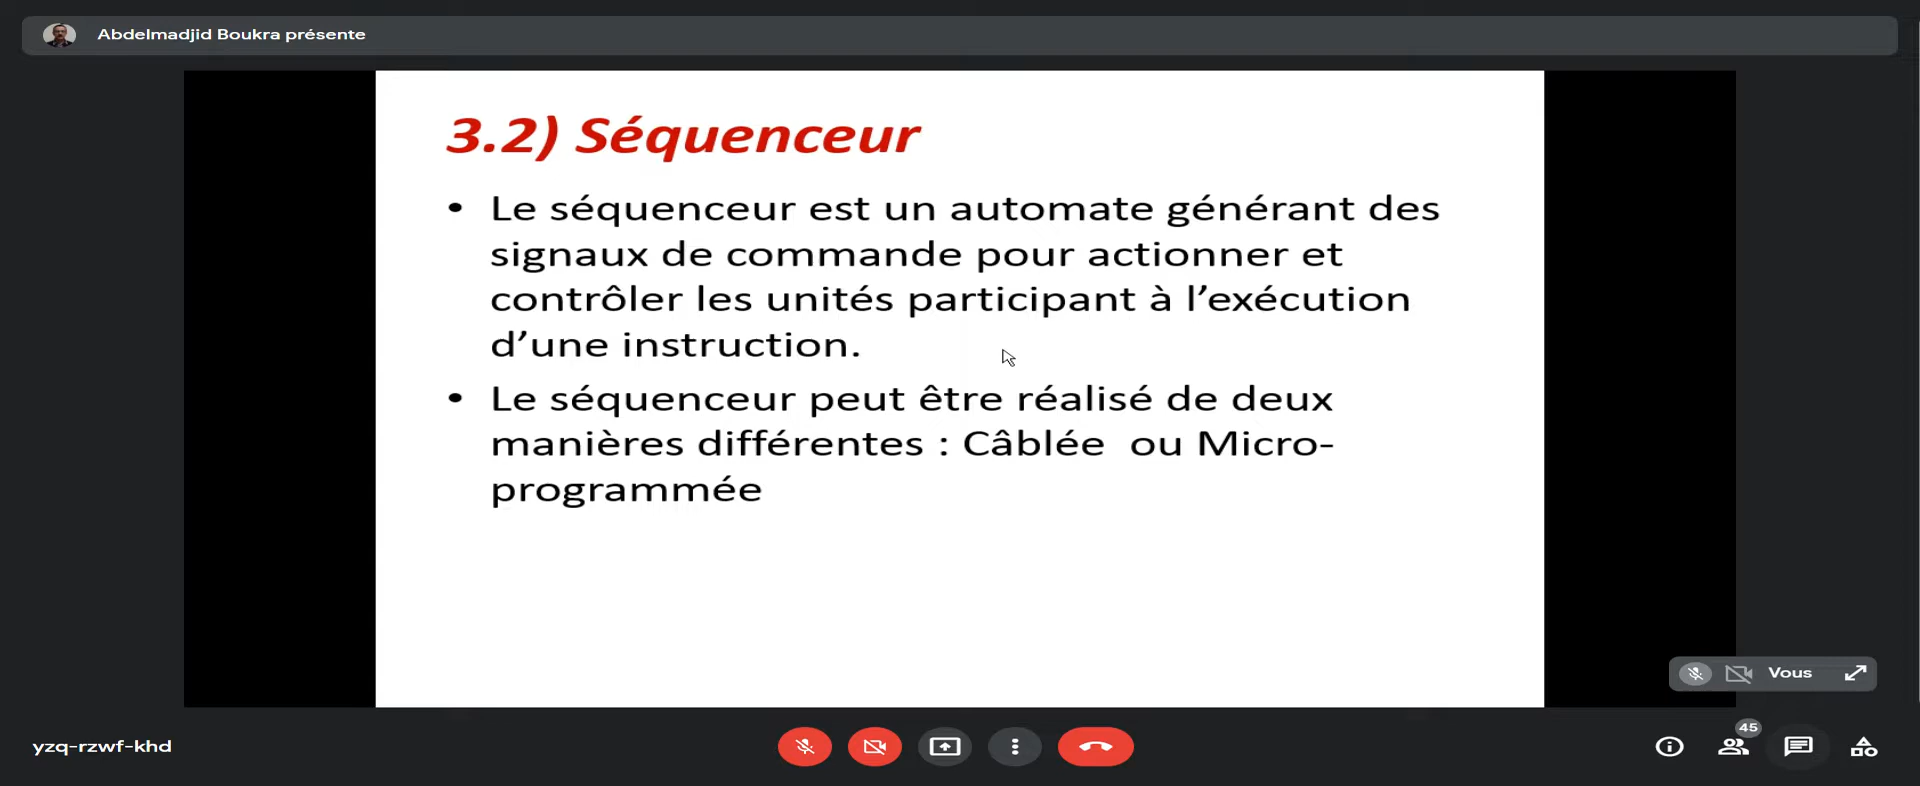 Abdelmadjid Boukra présente
3.2) Séquenceur
• Le séquenceur est un automate générant des
signaux de commande pour actionner et
contrôler les unités participant à l’exécution
d’une instruction.
• Le séquenceur peut être réalisé de deux
manières différentes : Câblée ou Micro-
programmée
Vous
yzq-rzwf-khd
45